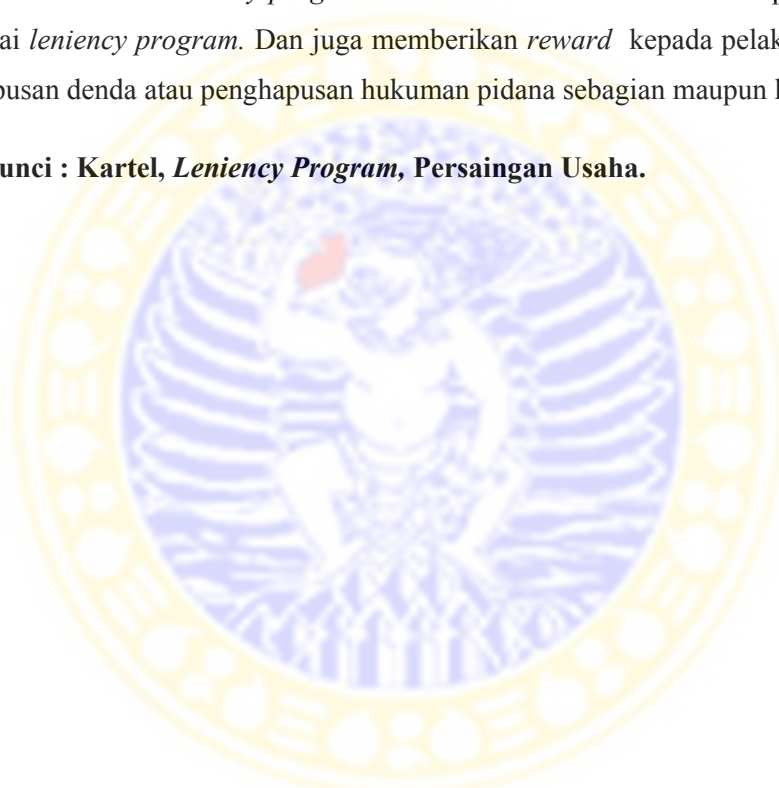 ai leniency program. Dan juga memberikan reward kepada pelak
pusan denda atau penghapusan hukuman pidana sebagian maupun
unci : Kartel, Leniency Program, Persaingan Usaha.